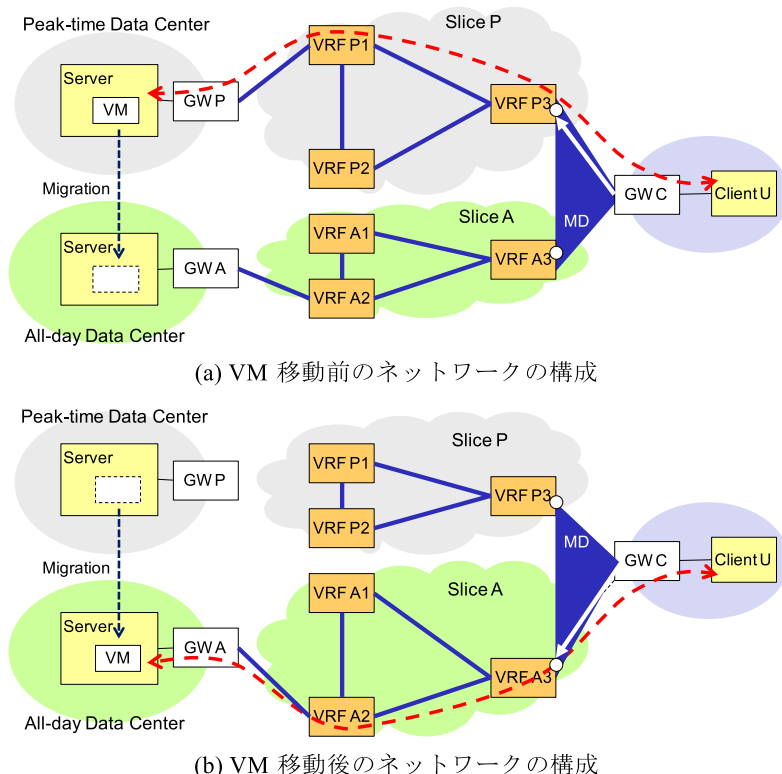 Peak-time Data Center
Slice P
Server
VM
GW P
VRF P1
VRF P2
VRF P3
Migration
MD
GW C
Client U
Slice A
Server
GW A
VRF A1
VRF A2
VRF A3
All-day Data Center
(a) VM 移動前のネットワークの構成
Peak-time Data Center
Slice P
Server
GW P
VRF P1
VRF P2
VRF P3
Migration
MD
GW C
Client U
Slice A
Server
VM
GW A
VRF A1
VRF A2
VRF A3
All-day Data Center
(b) VM 移動後のネットワークの構成